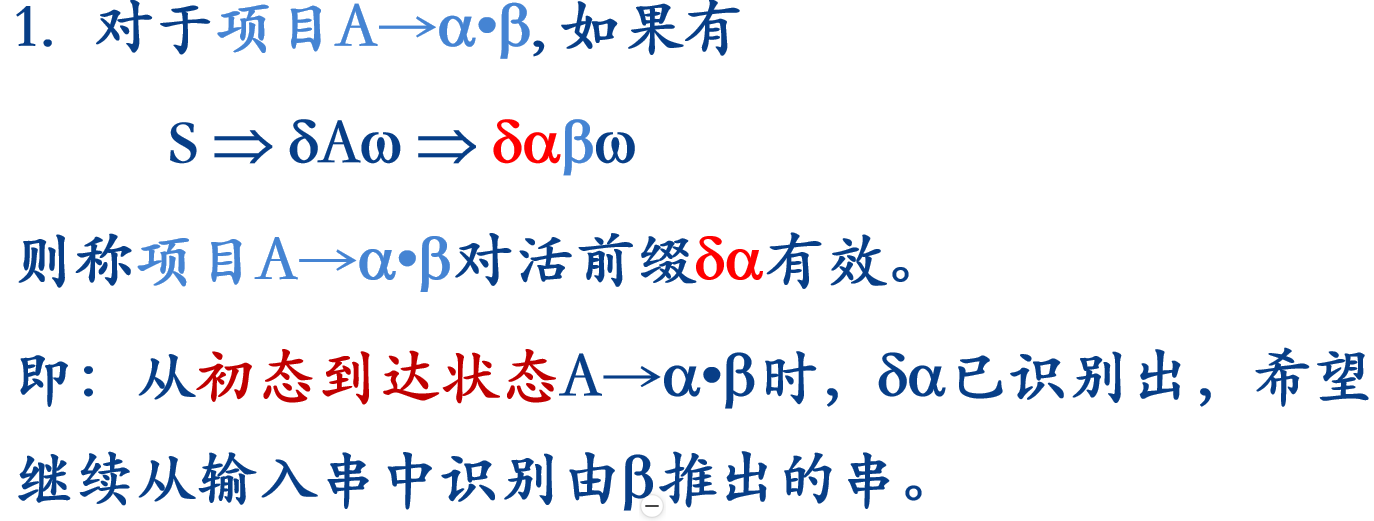 1. 对于项目A→α•β, 如果有
S ⇒ δAω ⇒ δαβω
则称项目A→α•β对活前缀δα有效。
即：从初态到达状态A→α•β时，δα已识别出，希望
继续从输入串中识别由β推出的串。